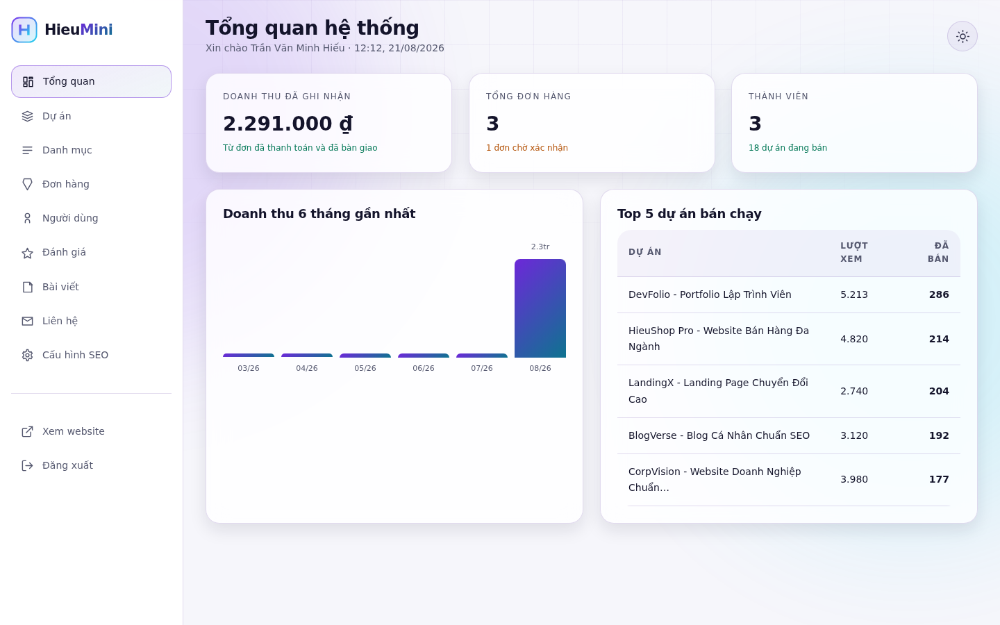 HieuMini
Tổng quan
Dự án
Danh mục
Đơn hàng
Người dùng
Đánh giá
Bài viết
Liên hệ
Cấu hình SEO
Xem website
Đăng xuất
Tổng quan hệ thống
Xin chào Trần Văn Minh Hiếu · 12:12, 21/08/2026
DOANH THU ĐÃ GHI NHẬN
2.291.000 ₫
Từ đơn đã thanh toán và đã bàn giao
TỔNG ĐƠN HÀNG
3
1 đơn chờ xác nhận
THÀNH VIÊN
3
18 dự án đang bán
Doanh thu 6 tháng gần nhất
2.3tr
03/26 04/26 05/26 06/26 07/26 08/26
Top 5 dự án bán chạy
DỰ ÁN LƯỢT XEM ĐÃ BÁN
DevFolio - Portfolio Lập Trình Viên 5.213 286
HieuShop Pro - Website Bán Hàng Đa
Ngành 4.820 214
LandingX - Landing Page Chuyển Đổi
Cao 2.740 204
BlogVerse - Blog Cá Nhân Chuẩn SEO 3.120 192
CorpVision - Website Doanh Nghiệp
Chuẩn... 3.980 177